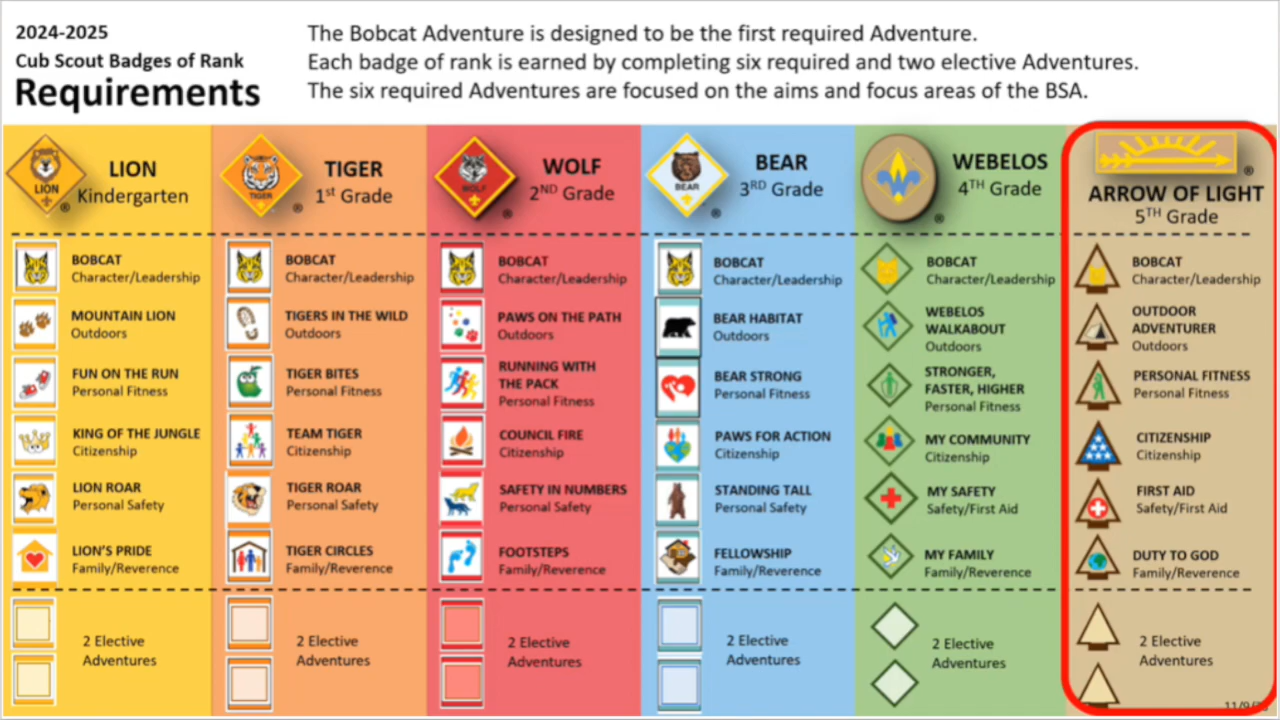 2024-2025
Cub Scout Badges of Rank
Requirements
The Bobcat Adventure is designed to be the first required Adventure.
Each badge of rank is earned by completing six required and two elective Adventures.
The six required Adventures are focused on the aims and focus areas of the BSA.
LION
®
LION
Kindergarten
BOBCAT
Character/Leadership
MOUNTAIN LION
Outdoors
FUN ON THE RUN
Personal Fitness
KING OF THE JUNGLE
Citizenship
LION ROAR
Personal Safety
LION'S PRIDE
Family/Reverence
2 Elective
Adventures
TIGER
®
TIGER
1st Grade
BOBCAT
Character/Leadership
TIGERS IN THE WILD
Outdoors
TIGER BITES
Personal Fitness
TEAM TIGER
Citizenship
TIGER ROAR
Personal Safety
TIGER CIRCLES
Family/Reverence
2 Elective
Adventures
WOLF
®
WOLF
2ND Grade
BOBCAT
Character/Leadership
PAWS ON THE PATH
Outdoors
RUNNING WITH
THE PACK
Personal Fitness
COUNCIL FIRE
Citizenship
SAFETY IN NUMBERS
Personal Safety
FOOTSTEPS
Family/Reverence
2 Elective
Adventures
BEAR
®
BEAR
3RD Grade
BOBCAT
Character/Leadership
BEAR HABITAT
Outdoors
BEAR STRONG
Personal Fitness
PAWS FOR ACTION
Citizenship
STANDING TALL
Personal Safety
FELLOWSHIP
Family/Reverence
2 Elective
Adventures
®
WEBELOS
4TH Grade
BOBCAT
Character/Leadership
WEBELOS
WALKABOUT
Outdoors
STRONGER,
FASTER, HIGHER
Personal Fitness
MY COMMUNITY
Citizenship
MY SAFETY
Safety/First Aid
MY FAMILY
Family/Reverence
2 Elective
Adventures
®
ARROW OF LIGHT
5TH Grade
BOBCAT
Character/Leadership
OUTDOOR
ADVENTURER
Outdoors
PERSONAL FITNESS
Personal Fitness
CITIZENSHIP
Citizenship
FIRST AID
Safety/First Aid
DUTY TO GOD
Family/Reverence
2 Elective
Adventures